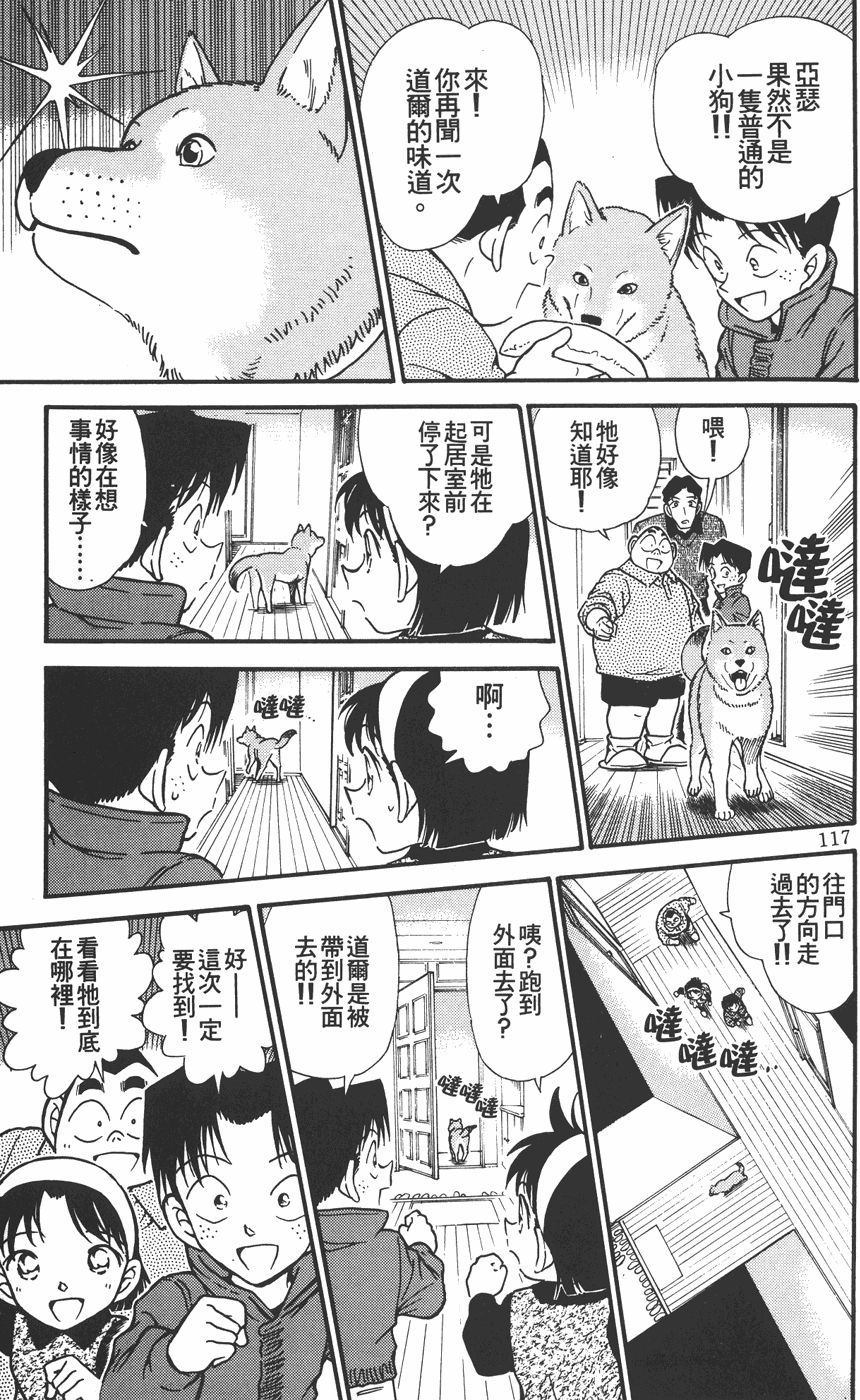 亞瑟
果然不是
一隻普通的
小狗!!
來！
你再聞一次
道爾的味道。
喂！
牠好像
知道耶！
噠
噠
可是牠在
起居室前
停了下來？
好像在想
事情的樣子……
啊…
噠噠…
117
往門口
的方向走
過去了!!
噠
噠
噠…
咦？跑到
外面去了？
噠噠噠
道爾是被
帶到外面
去的!!
好——
這次一定
要找到！
看看牠到底
在哪裡！